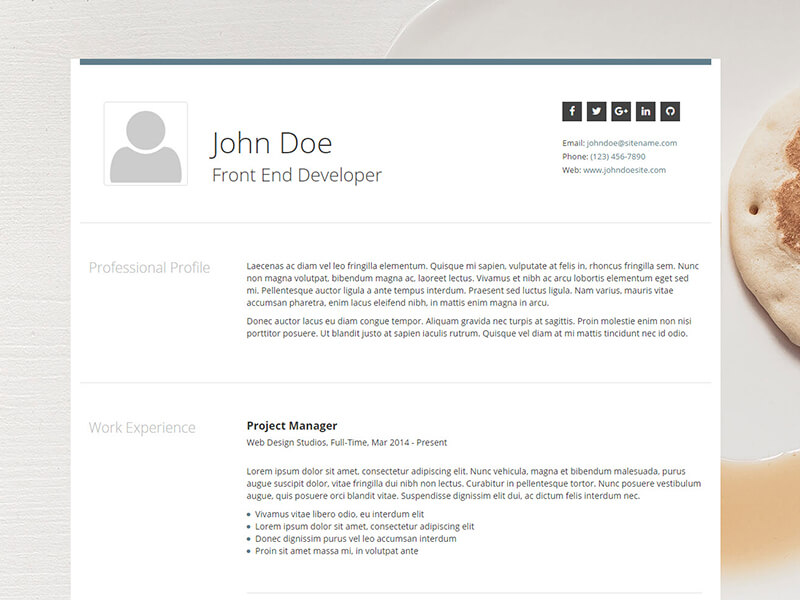 John Doe
Front End Developer
Email: johndoe@sitename.com
Phone: (123) 456-7890
Web: www.johndoesite.com
Professional Profile
Laecenas ac diam vel leo fringilla elementum. Quisque mi sapien, vulputate at felis in, rhoncus fringilla sem. Nunc
non magna volutpat, bibendum magna ac, laoreet lectus. Vivamus et nibh ac arcu lobortis elementum eget sed
mi. Pellentesque auctor ligula a ante tempus interdum. Praesent sed luctus ligula. Nam varius, mauris vitae
accumsan pharetra, enim lacus eleifend nibh, in mattis enim magna in arcu.
Donec auctor lacus eu diam congue tempor. Aliquam gravida nec turpis at sagittis. Proin molestie enim non nisi
porttitor posuere. Ut blandit justo at sapien iaculis rutrum. Quisque vel diam at mi mattis tincidunt nec id odio.
Work Experience
Project Manager
Web Design Studios, Full-Time, Mar 2014 - Present
Lorem ipsum dolor sit amet, consectetur adipiscing elit. Nunc vehicula, magna et bibendum malesuada, purus
augue suscipit dolor, vitae fringilla dui nibh non lectus. Curabitur in pellentesque tortor. Nunc posuere vestibulum
augue, quis posuere orci blandit vitae. Suspendisse dignissim elit dui, ac dictum felis interdum nec.
Vivamus vitae libero odio, eu interdum elit
Lorem ipsum dolor sit amet, consectetur adipiscing elit
Donec dignissim purus vel leo accumsan interdum
Proin sit amet massa mi, in volutpat ante